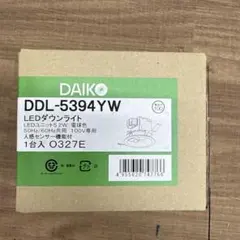 DAIKO
DDL-5394YW
LEDダウンライト
LEDユニット5.2W 電球色
50Hz/60Hz共用 100V専用
人感センサー機能付
1台入 0327E